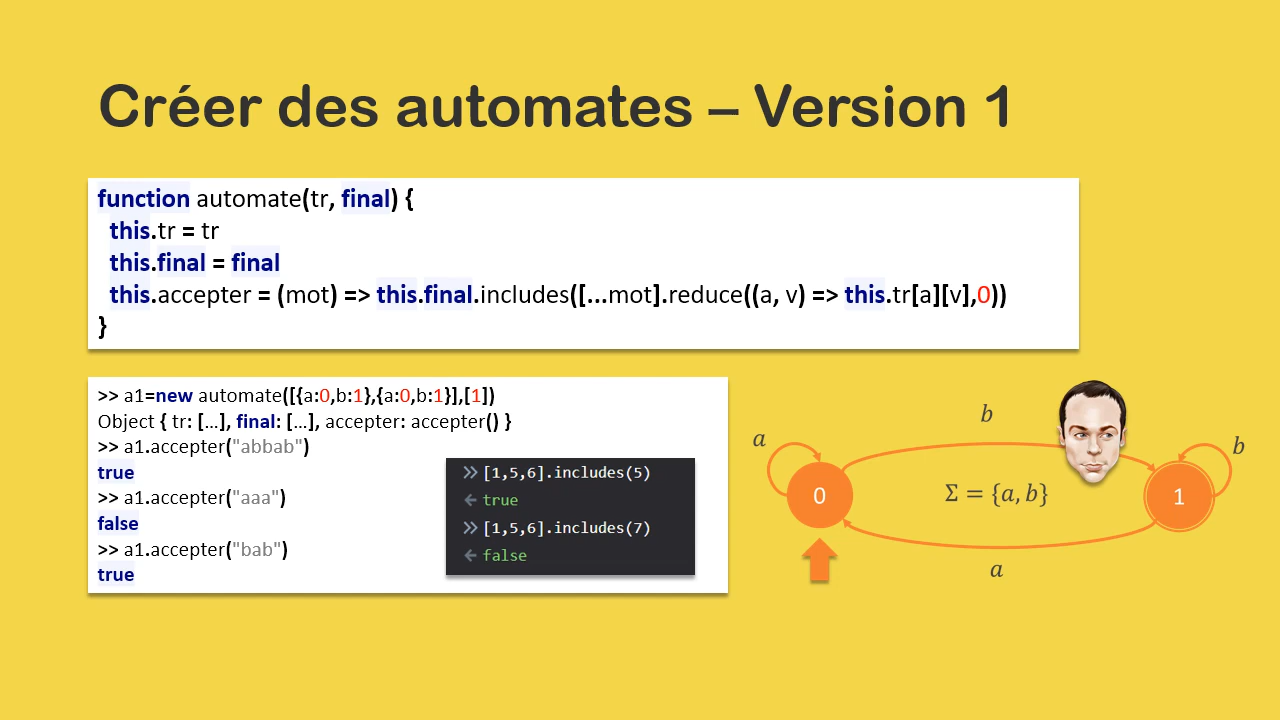 Créer des automates – Version 1
function automate(tr, final) {
this.tr = tr
this.final = final
this.accepter = (mot) => this.final.includes([...mot].reduce((a, v) => this.tr[a][v],0))
}
>> a1=new automate([{a:0,b:1},{a:0,b:1}],[1])
Object { tr: […], final: […], accepter: accepter() }
>> a1.accepter("abbab")
true
>> a1.accepter("aaa")
false
>> a1.accepter("bab")
true
>> [1,5,6].includes(5)
← true
>> [1,5,6].includes(7)
← false
b
a
b
0
Σ = {a, b}
1
a